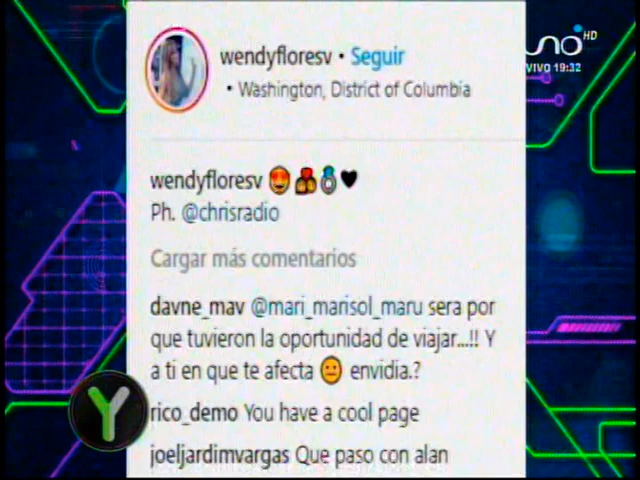 wendyfloresv • Seguir
• Washington, District of Columbia
uno HD
VIVO 19:32
wendyfloresv 😍💏💍🖤
Ph. @chrisradio
Cargar más comentarios
davne_mav @mari_marisol_maru sera por
que tuvieron la oportunidad de viajar...!! Y
a ti en que te afecta 😐 envidia.?
rico_demo You have a cool page
joeljardimvargas Que paso con alan
Y